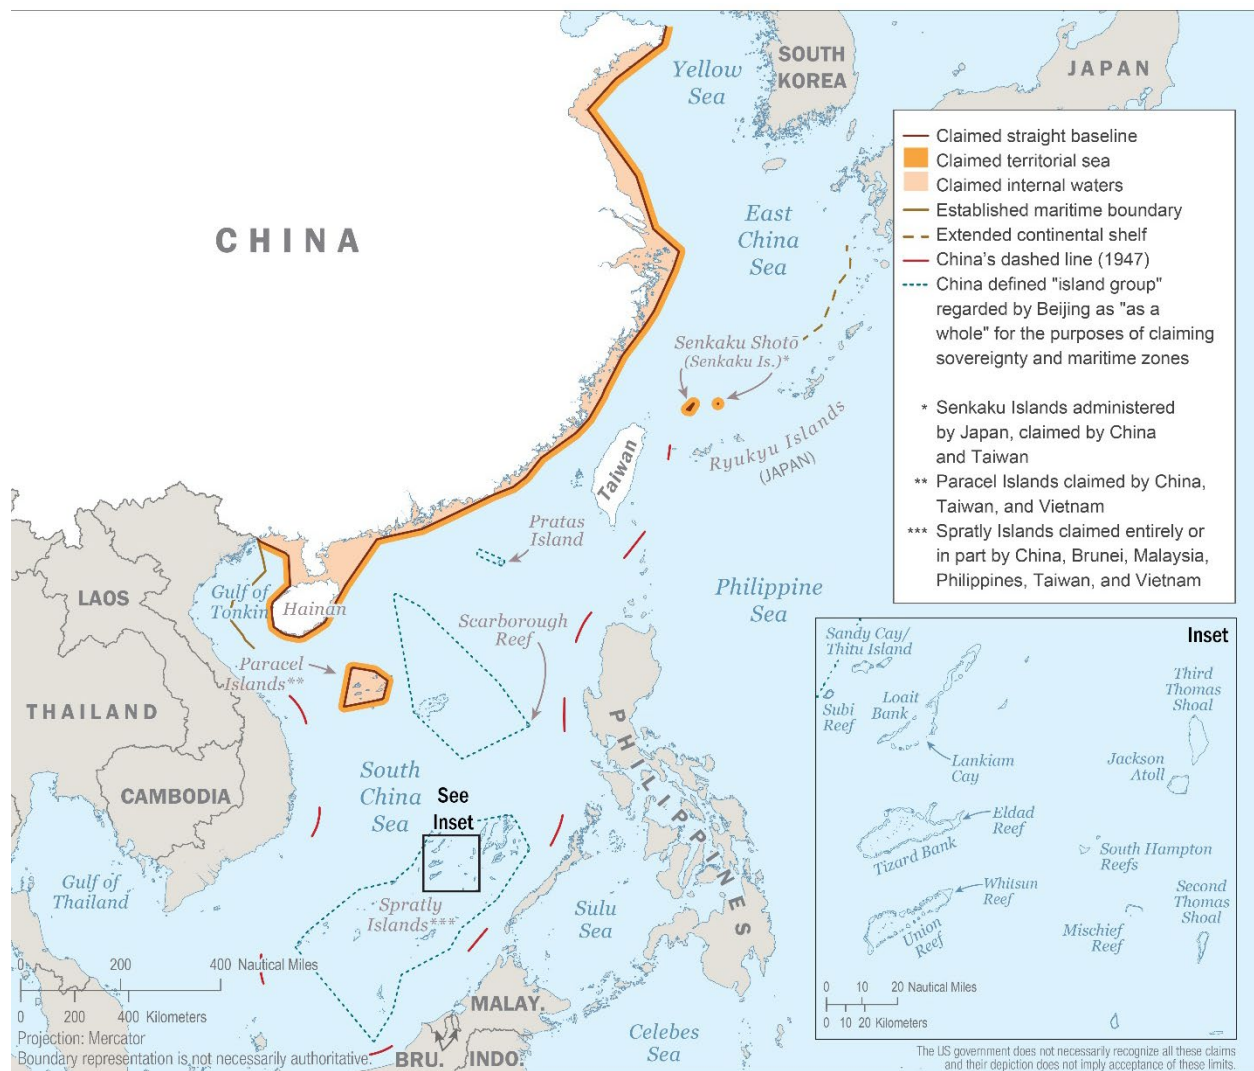 Yellow
Sea
SOUTH
KOREA
JAPAN
CHINA
East
China
Sea
Claimed straight baseline
Claimed territorial sea
Claimed internal waters
Established maritime boundary
Extended continental shelf
China's dashed line (1947)
China defined "island group"
regarded by Beijing as "as a
whole" for the purposes of claiming
sovereignty and maritime zones
* Senkaku Islands administered
by Japan, claimed by China
and Taiwan
** Paracel Islands claimed by China,
Taiwan, and Vietnam
*** Spratly Islands claimed entirely or
in part by China, Brunei, Malaysia,
Philippines, Taiwan, and Vietnam
Senkaku Shotō
(Senkaku Is.)*
Ryukyu Islands
(JAPAN)
Taiwan
Pratas
Island
Philippine
Sea
LAOS
Gulf of
Tonkin
Hainan
Scarborough
Reef
Paracel
Islands**
THAILAND
CAMBODIA
South
China
Sea
See
Inset
PHILIPPINES
Gulf of
Thailand
Spratly
Islands***
Sulu
Sea
MALAY.
BRU.
INDO.
Celebes
Sea
0 200 400 Nautical Miles
0 200 400 Kilometers
Projection: Mercator
Boundary representation is not necessarily authoritative.
Inset
Sandy Cay/
Thitu Island
Subi
Reef
Loait
Bank
Lankiam
Cay
Third
Thomas
Shoal
Jackson
Atoll
Eldad
Reef
Tizard Bank
South Hampton
Reefs
Whitsun
Reef
Union
Reef
Mischief
Reef
Second
Thomas
Shoal
0 10 20 Nautical Miles
0 10 20 Kilometers
The US government does not necessarily recognize all these claims
and their depiction does not imply acceptance of these limits.